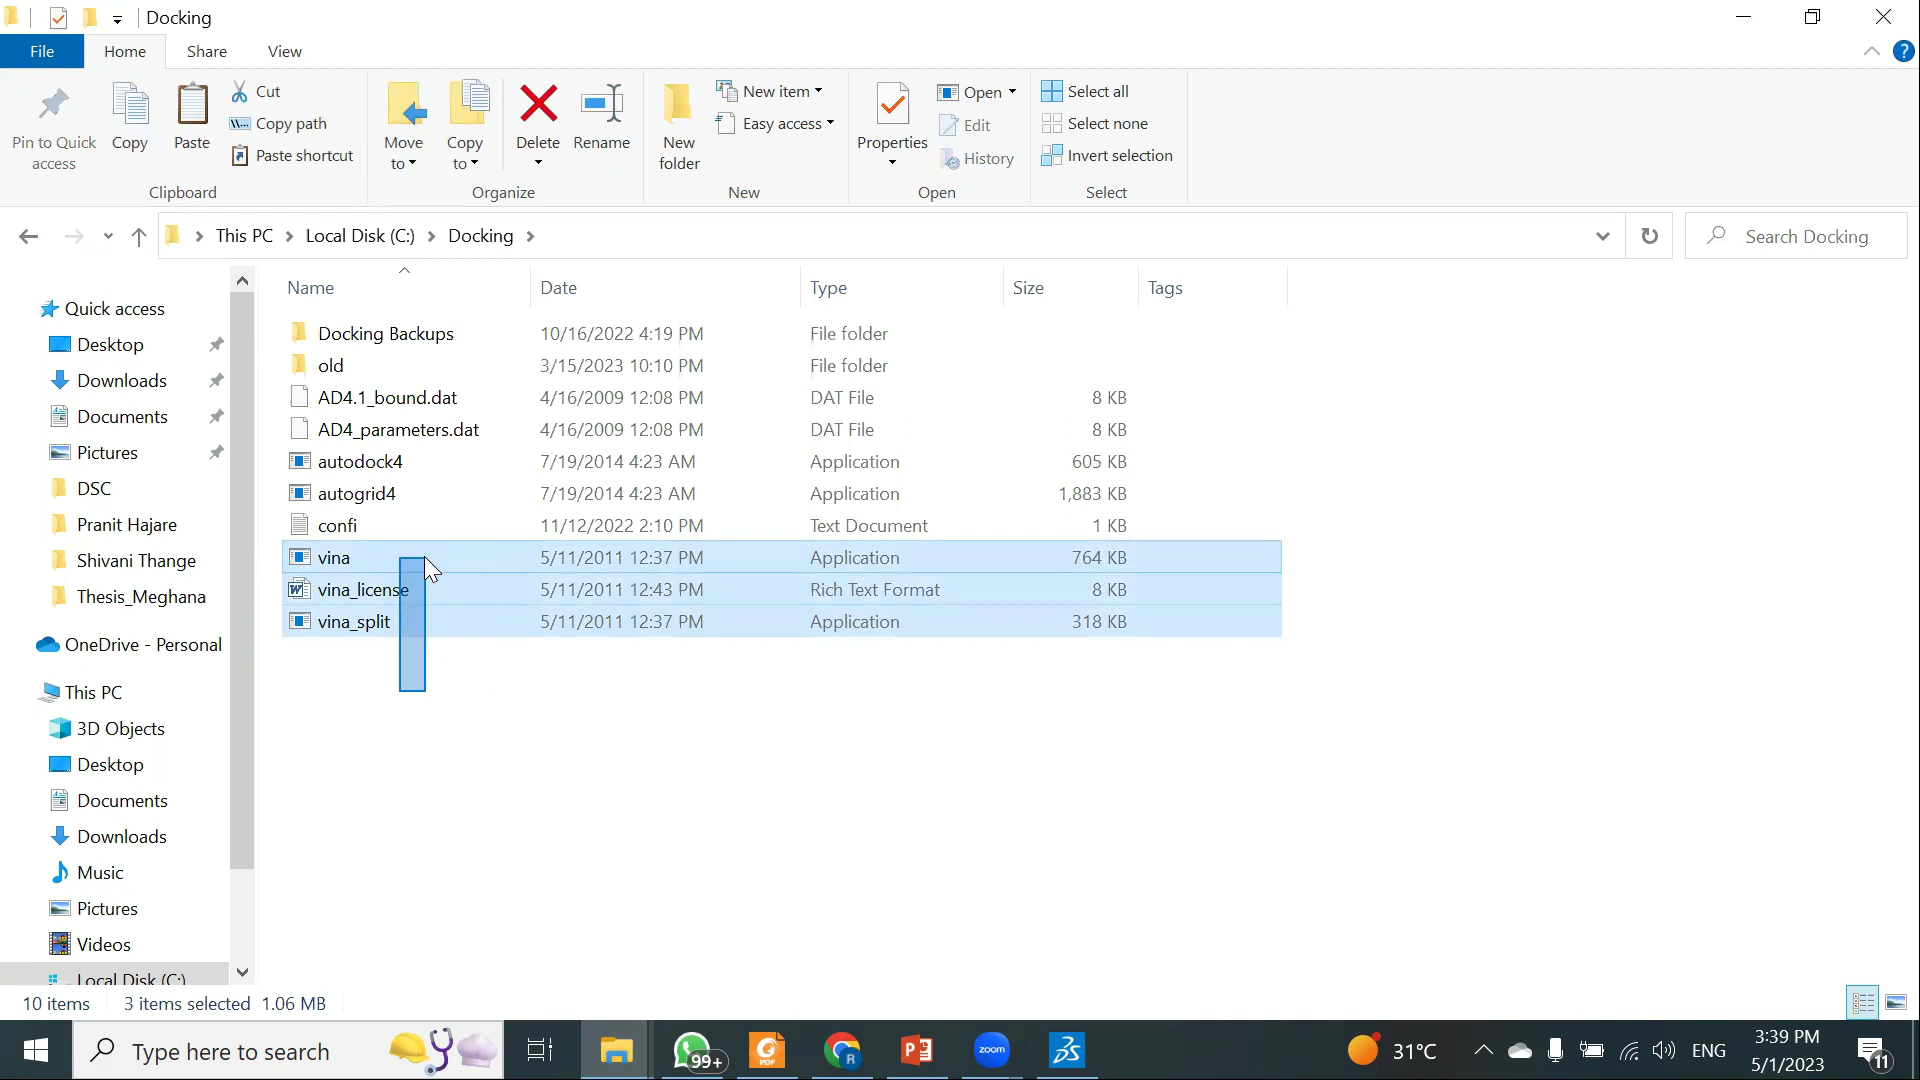 Docking
File Home Share View
Pin to Quick access
Copy
Paste
Cut
Copy path
Paste shortcut
Clipboard
Move to
Copy to
Delete
Rename
Organize
New folder
New item
Easy access
New
Properties
Open
Edit
History
Open
Select all
Select none
Invert selection
Select
This PC Local Disk (C:) Docking
Search Docking
Quick access
Desktop
Downloads
Documents
Pictures
DSC
Pranit Hajare
Shivani Thange
Thesis_Meghana
OneDrive - Personal
This PC
3D Objects
Desktop
Documents
Downloads
Music
Pictures
Videos
Local Disk (C:)
Name Date Type Size Tags
Docking Backups 10/16/2022 4:19 PM File folder
old 3/15/2023 10:10 PM File folder
AD4.1_bound.dat 4/16/2009 12:08 PM DAT File 8 KB
AD4_parameters.dat 4/16/2009 12:08 PM DAT File 8 KB
autodock4 7/19/2014 4:23 AM Application 605 KB
autogrid4 7/19/2014 4:23 AM Application 1,883 KB
confi 11/12/2022 2:10 PM Text Document 1 KB
vina 5/11/2011 12:37 PM Application 764 KB
vina_license 5/11/2011 12:43 PM Rich Text Format 8 KB
vina_split 5/11/2011 12:37 PM Application 318 KB
10 items 3 items selected 1.06 MB
Type here to search
99+
PDF
R
P
zoom
31°C
ENG
3:39 PM
5/1/2023
11